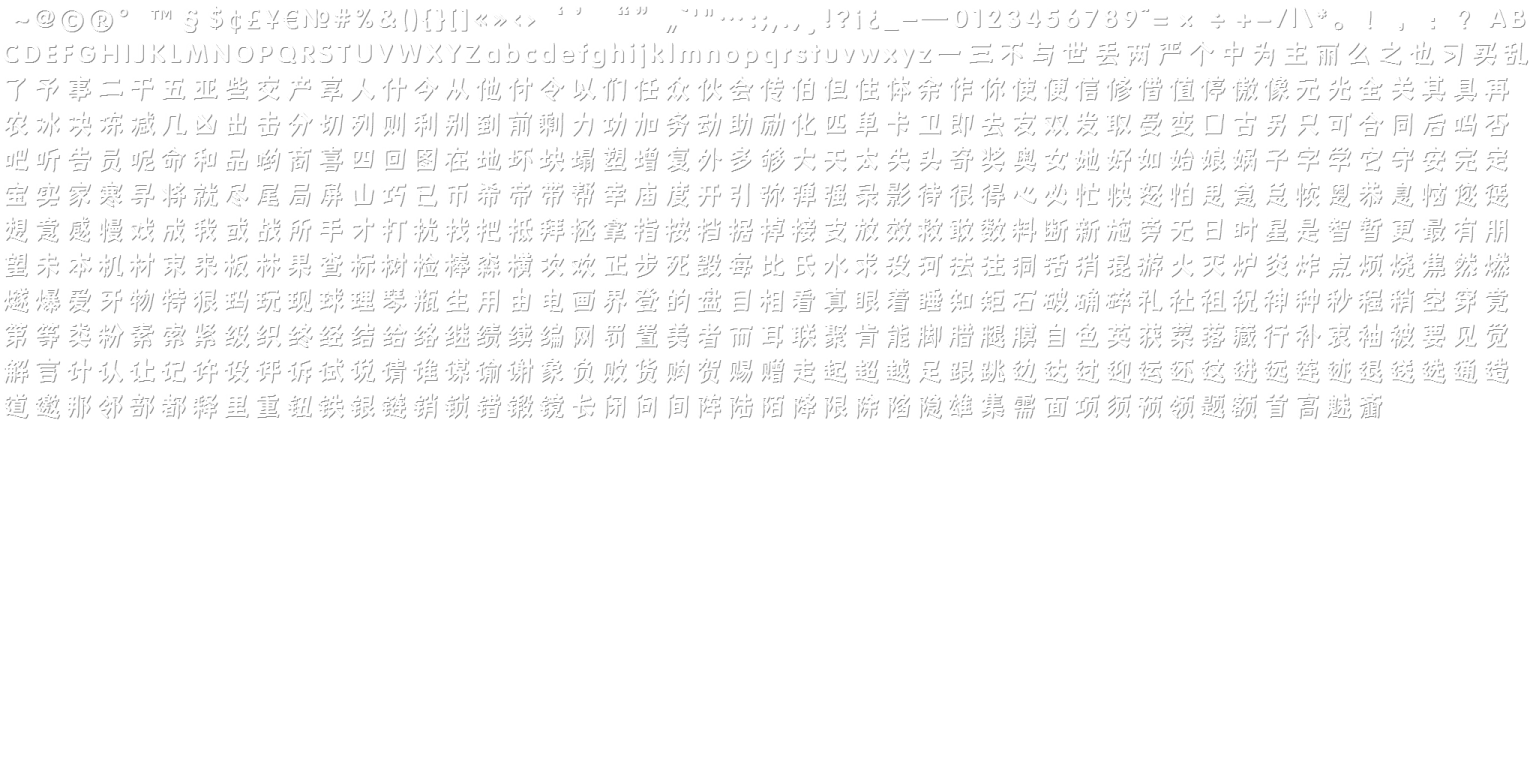 ~@©®° ™ §$¢£¥€№#%&(){}[]«»‹› ‘’ “” „`'"…:;,.,¸!?¡¿_–—0123456789˜=×÷+−/|\*。！，：？AB
CDEFGHIJKLMNOPQRSTUVWXYZabcdefghijklmnopqrstuvwxyz一三不与世丢两严个中为主丽么之也习买乱
了予事二干五亚些交产享人什今从他付令以们任众伙会传伯但住体余作你使便信修借值停傲像元光全关其具再
农冰决冻减几凶出击分切列则利别到前剩力功加务动助励化匹单卡卫即去友双发取受变口古另只可合同后吗否
吧听告员呢命和品哟商喜四回图在地坏块塌塑增复外多够大天太失头奇奖奥女她好如始娘娲子字学它守安完定
宝实家寒寻将就尽尾局屏山巧已币希帝带帮幸庙度开引弥弹强录影待很得心必忙快怒怕思急总恢恩恭息恼您惩
想意感慢戏成我或战所手才打扰找把抵拜拯拿指按挡据掉接支放效救敢数料断新施旁无日时星是智暂更最有朋
望未本机材束来板林果查标树检棒森横次欢正步死毁每比氏水求没河法注洞活消混游火灭炉炎炸点烦烧焦然燃
燧爆爱牙物特狠玛玩现球理琴瓶生用由电画界登的盘目相看真眼着睡知矩石破确碎礼社祖祝神种秒程稍空穿竞
第等类粉素索紧级织终经结给络继绩续编网罚置美者而耳联聚肯能脚腊腿膜自色英获菜落藏行补衷袖被要见觉
解言计认让记许设评诉试说请谁谋谕谢象负败货购贺赐赠走起超越足跟跳边达过迎运还这进远连迹退送选通造
道邀那邻部都释里重钮铁银链销锁错锻镜长闭问间阵陆陌降限除陷隐雄集需面项须预领题额首高魅齑